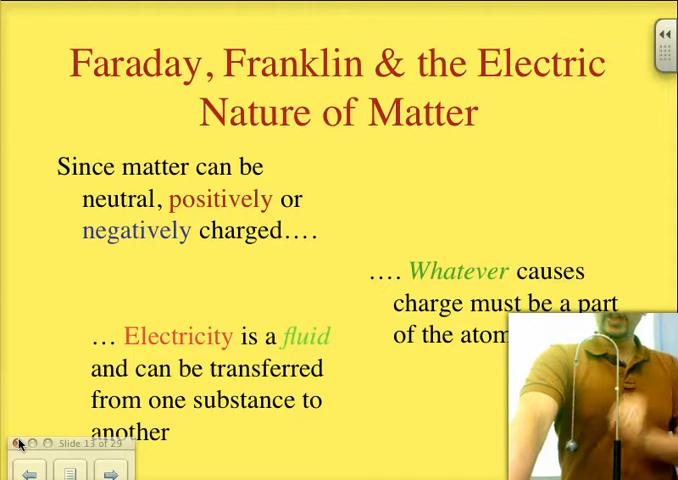 Faraday, Franklin & the Electric
Nature of Matter
Since matter can be
neutral, positively or
negatively charged….
…. Whatever causes
charge must be a part
of the atom
… Electricity is a fluid
and can be transferred
from one substance to
another
Slide 13 of 29